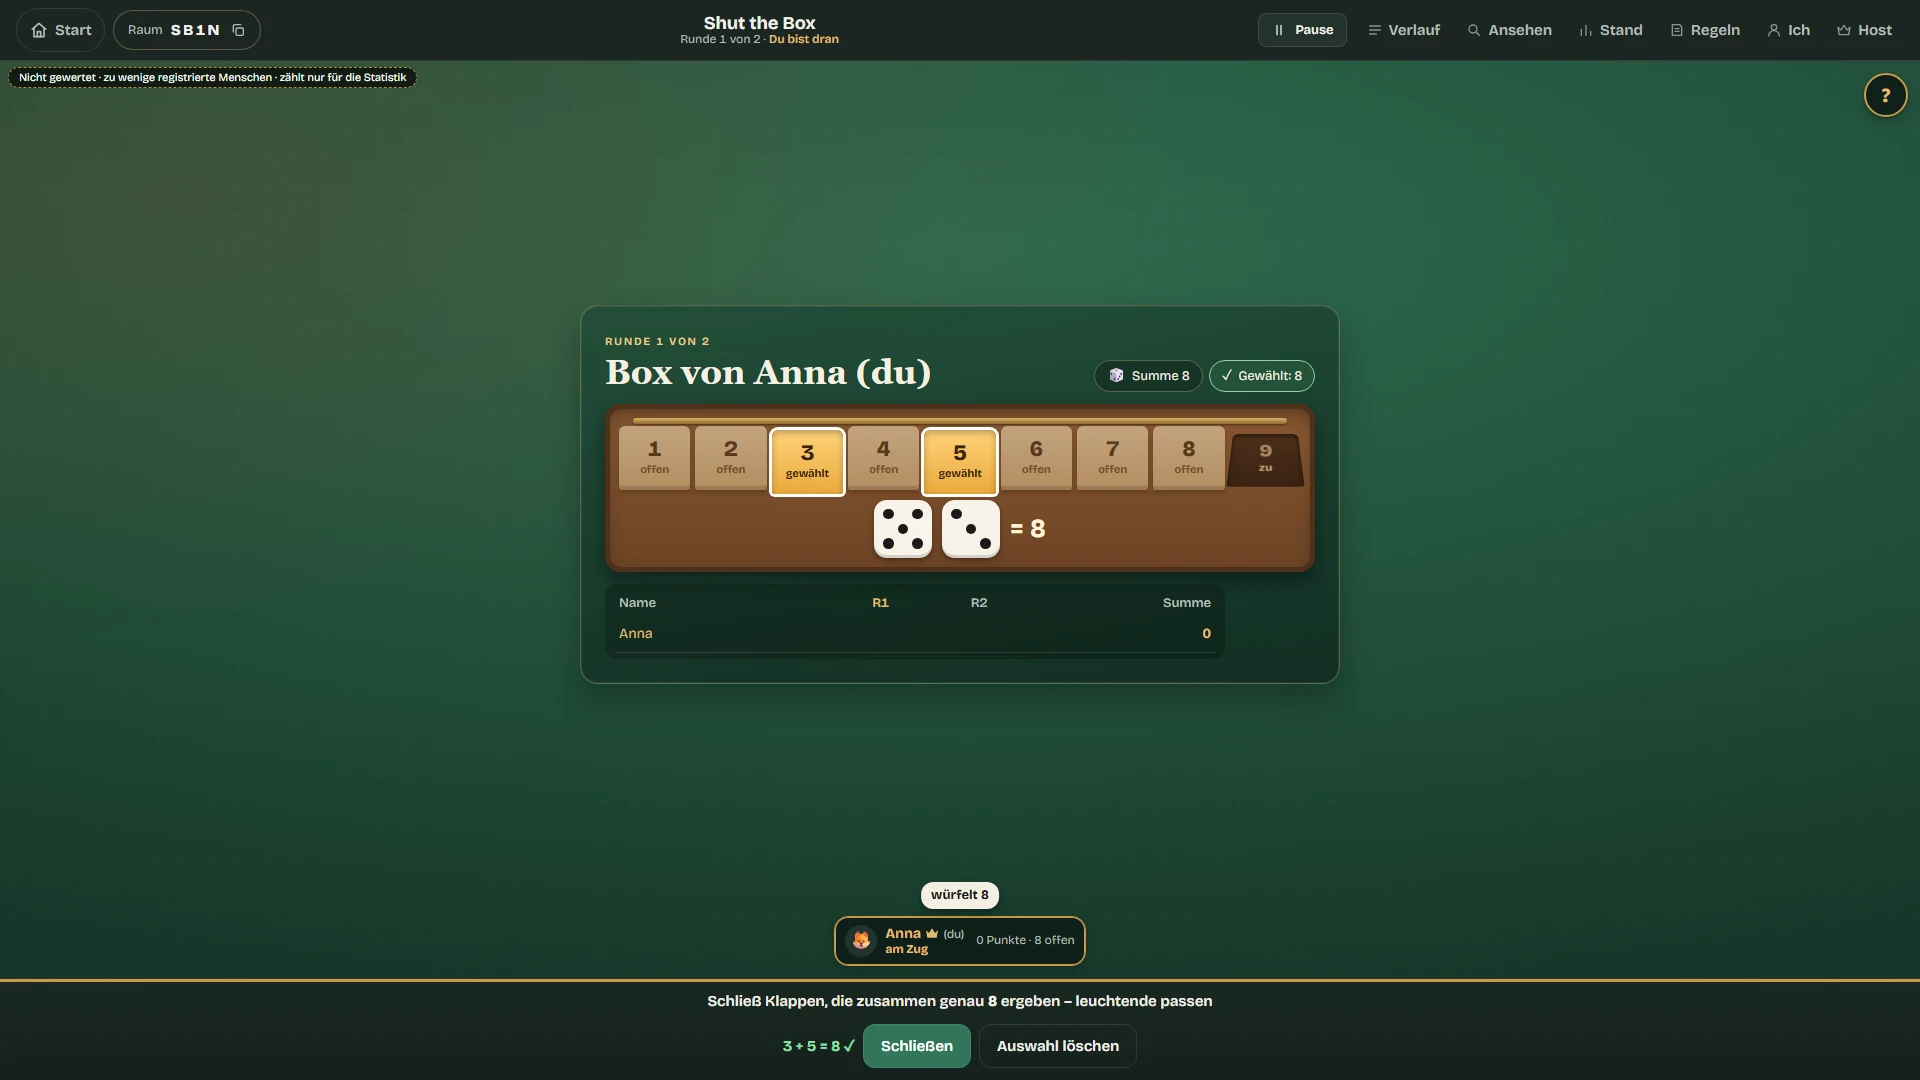 Start
Raum SB1N
Shut the Box
Runde 1 von 2 · Du bist dran
Pause
Verlauf
Ansehen
Stand
Regeln
Ich
Host
Nicht gewertet · zu wenige registrierte Menschen · zählt nur für die Statistik
?
RUNDE 1 VON 2
Box von Anna (du)
Summe 8
✓ Gewählt: 8
1 2 3 4 5 6 7 8 9
offen offen gewählt offen gewählt offen offen offen zu
= 8
Name R1 R2 Summe
Anna 0
würfelt 8
Anna (du)
am Zug
0 Punkte · 8 offen
Schließ Klappen, die zusammen genau 8 ergeben – leuchtende passen
3 + 5 = 8 ✓
Schließen
Auswahl löschen